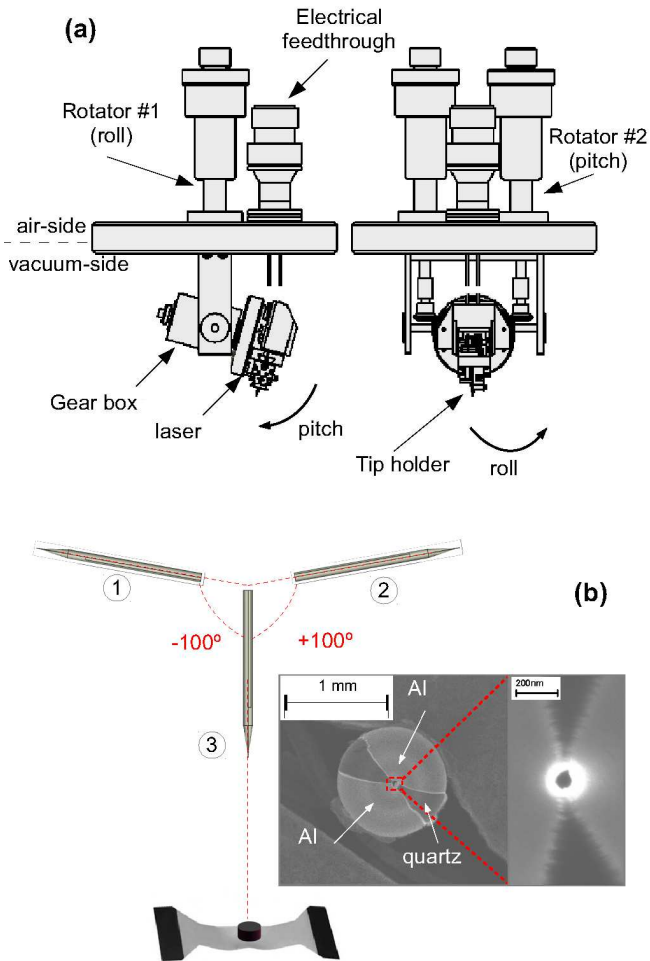 (a)
Electrical
feedthrough
Rotator #1
(roll)
Rotator #2
(pitch)
air-side
vacuum-side
Gear box
laser
pitch
Tip holder
roll
1
2
(b)
-100º
+100º
3
1 mm
Al
200nm
Al
quartz